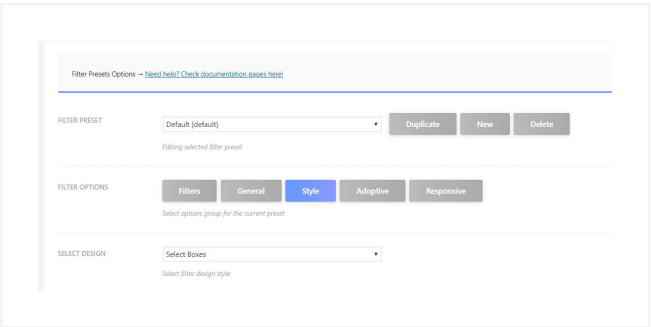 Filter Presets Options → Need help? Check documentation pages here!
FILTER PRESET
Default (default)
Duplicate
New
Delete
Editing selected filter preset
FILTER OPTIONS
Filters
General
Style
Adoptive
Responsive
Select options group for the current preset
SELECT DESIGN
Select Boxes
Select filter design style